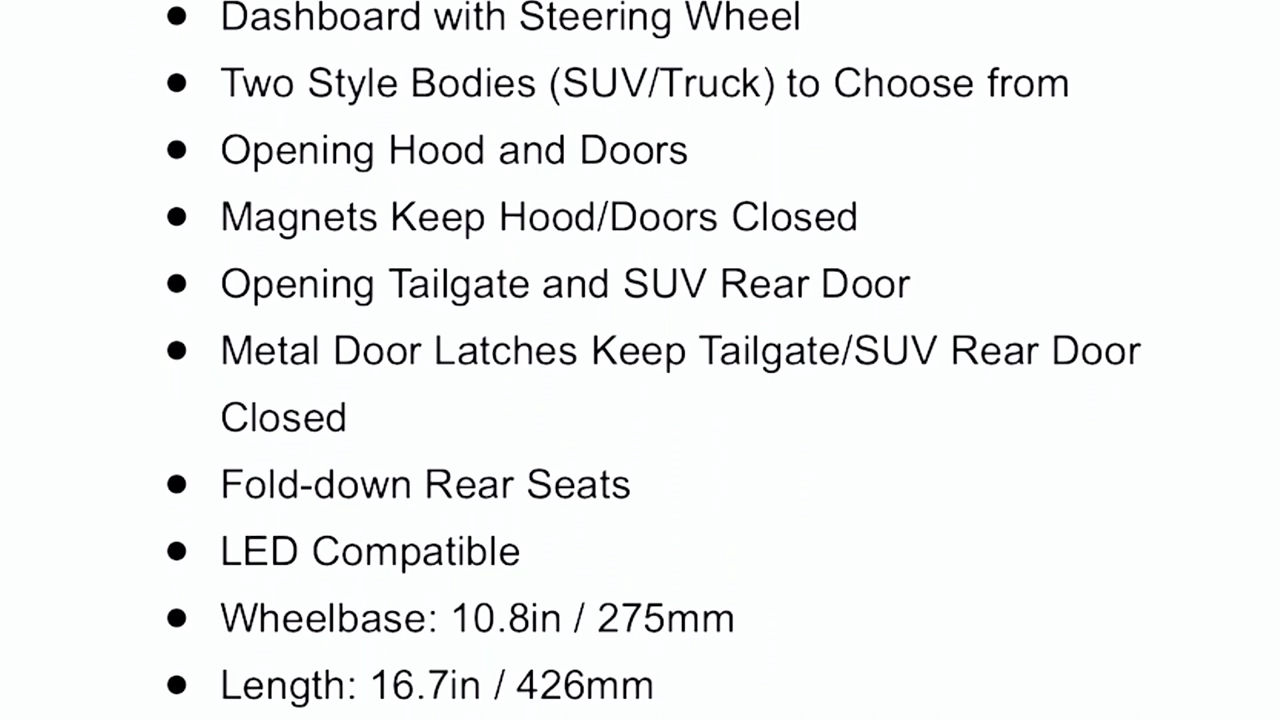 ● Dashboard with Steering Wheel
● Two Style Bodies (SUV/Truck) to Choose from
● Opening Hood and Doors
● Magnets Keep Hood/Doors Closed
● Opening Tailgate and SUV Rear Door
● Metal Door Latches Keep Tailgate/SUV Rear Door
Closed
● Fold-down Rear Seats
● LED Compatible
● Wheelbase: 10.8in / 275mm
● Length: 16.7in / 426mm